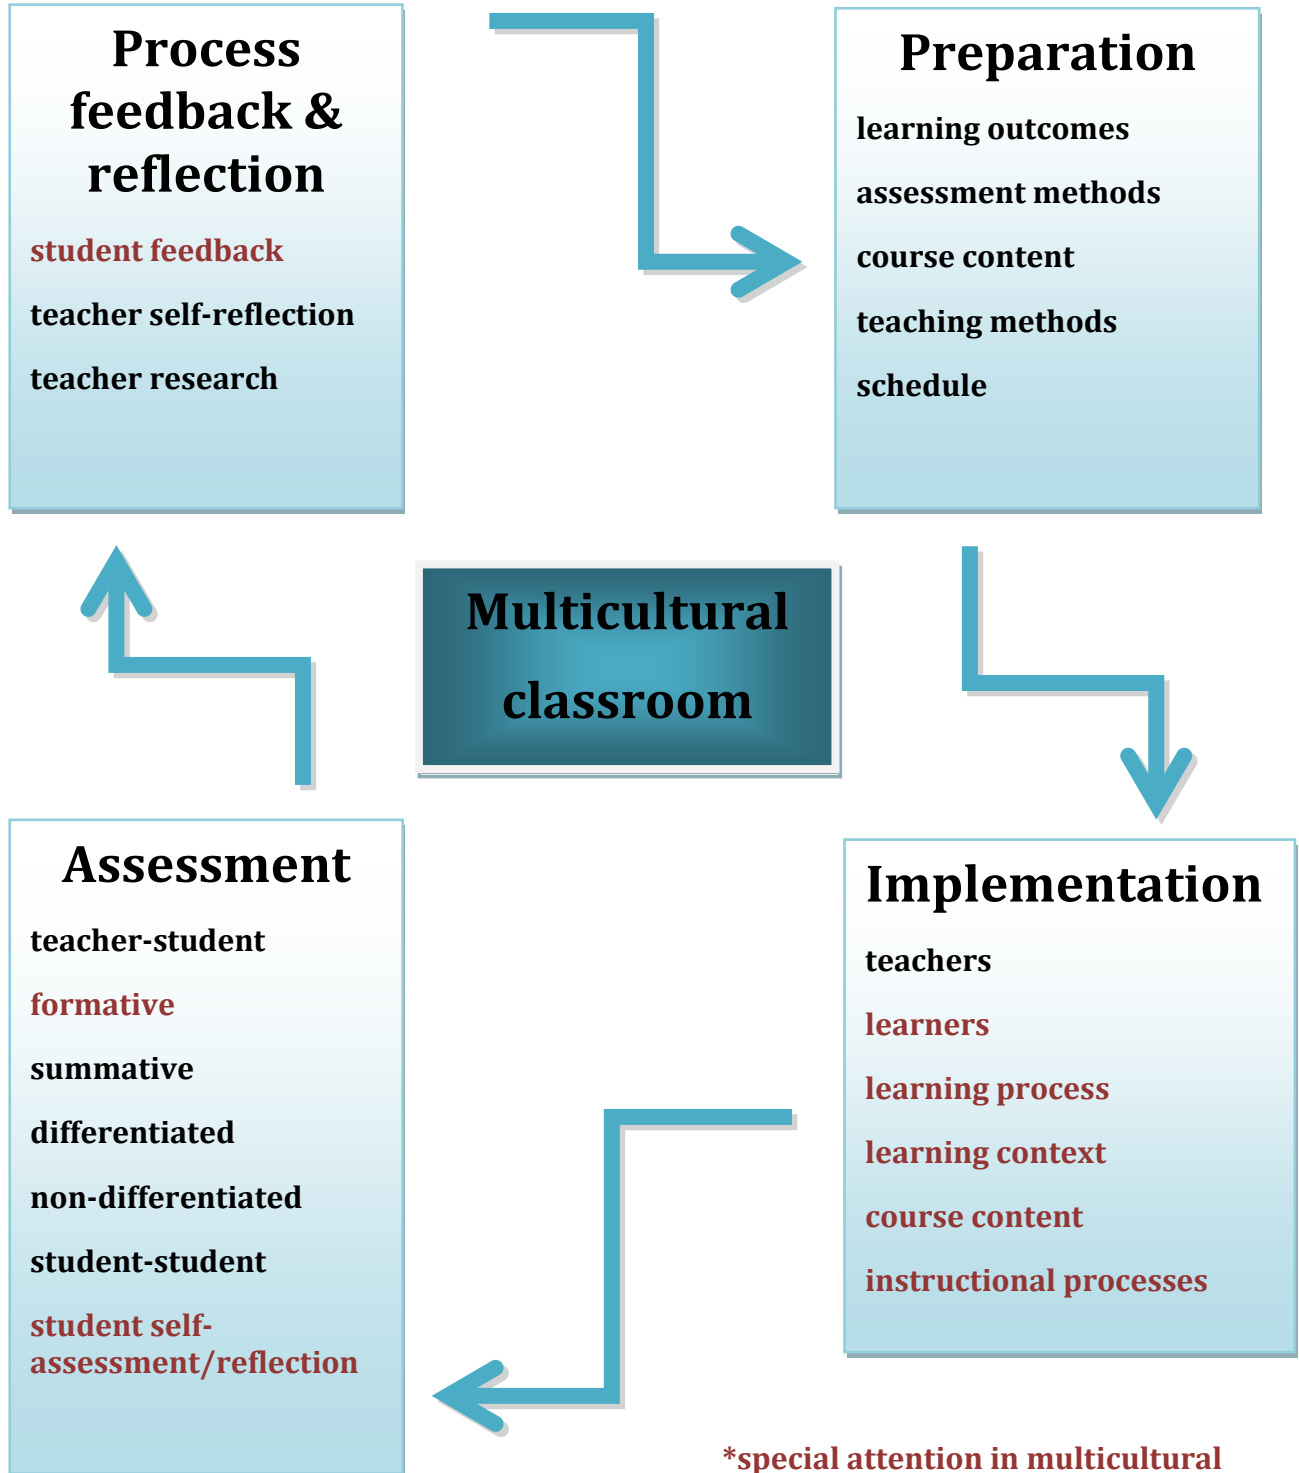 Process
feedback &
reflection
student feedback
teacher self-reflection
teacher research
Preparation
learning outcomes
assessment methods
course content
teaching methods
schedule
Multicultural
classroom
Assessment
teacher-student
formative
summative
differentiated
non-differentiated
student-student
student self-
assessment/reflection
Implementation
teachers
learners
learning process
learning context
course content
instructional processes
*special attention in multicultural